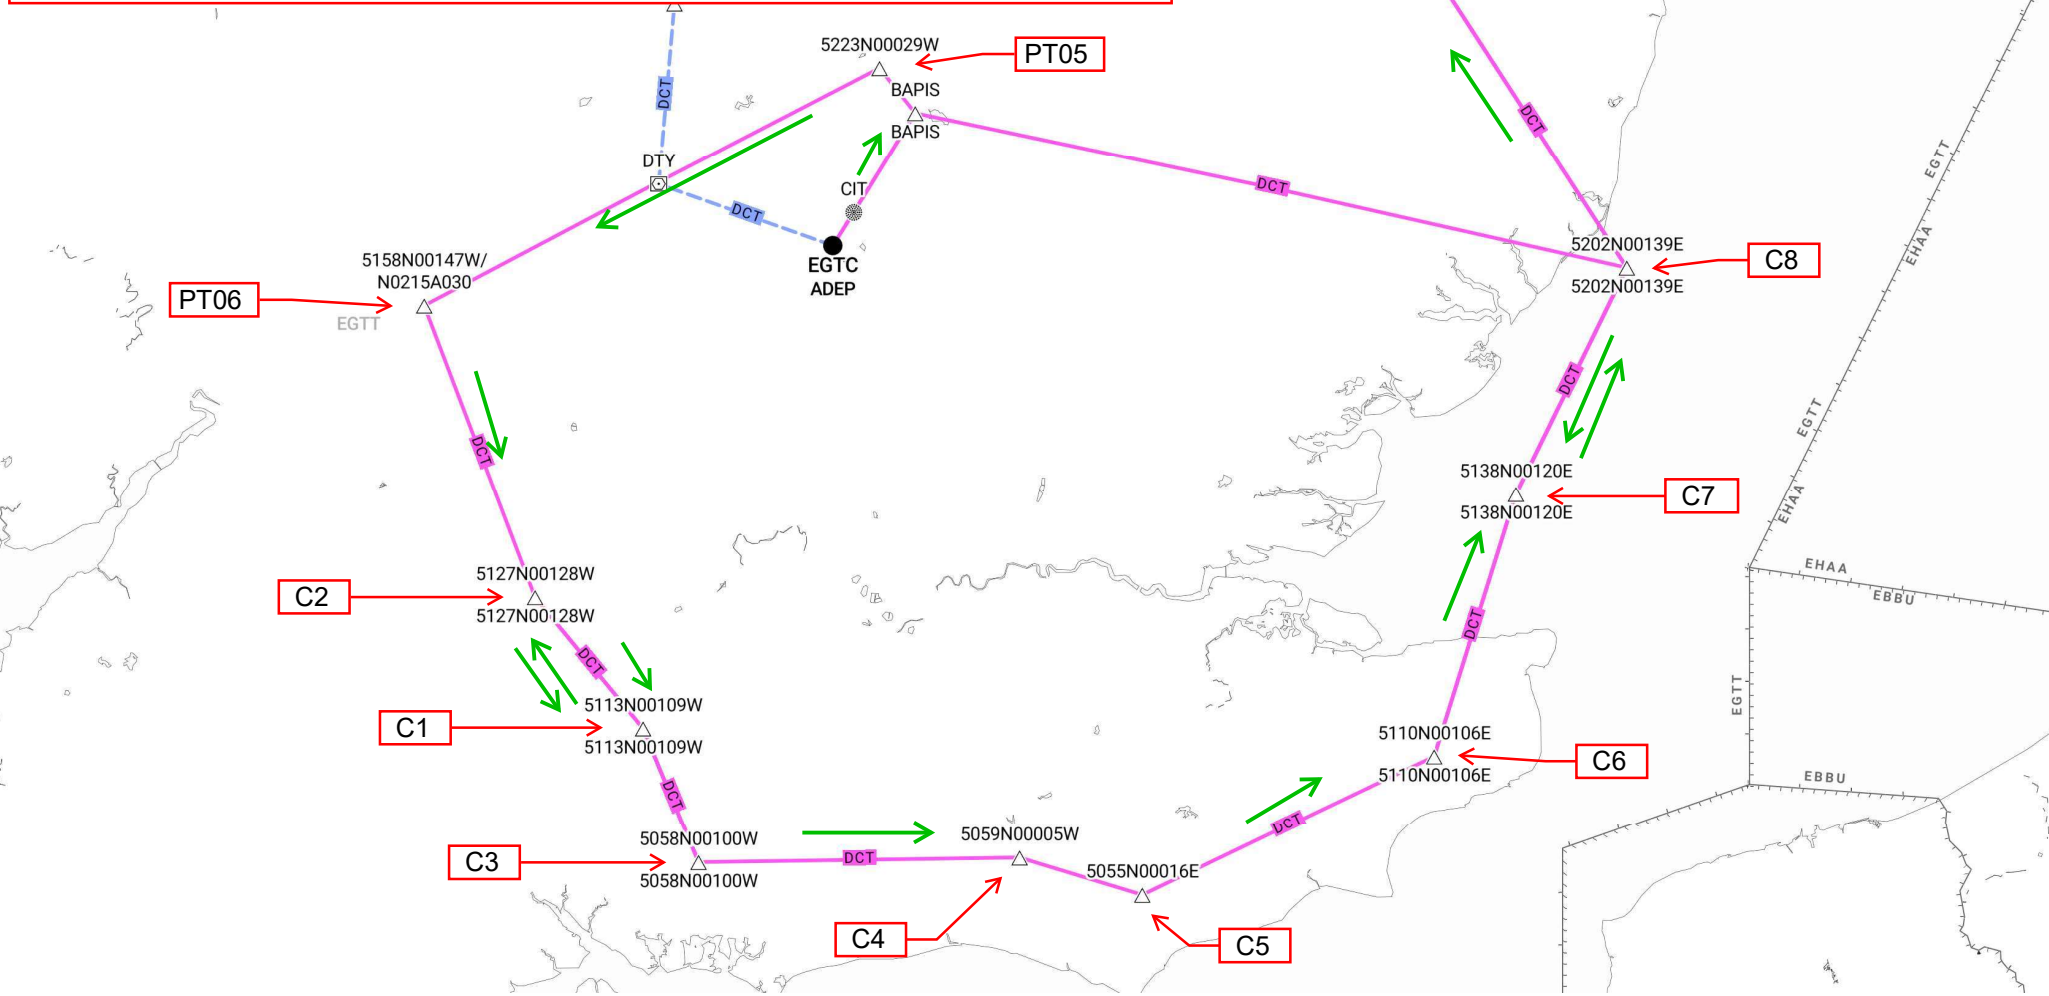 5223N00029W
PT05
BAPIS
BAPIS
DCT
DCT
DTY
CIT
DCT
DCT
EGTT
EHAA
EGTC
ADEP
5158N00147W/
N0215A030
PT06
EGTT
5202N00139E
5202N00139E
C8
DCT
EGTT
DCT
EHAA
5138N00120E
5138N00120E
C7
5127N00128W
5127N00128W
C2
EHAA
EBBU
DCT
DCT
EGTT
5113N00109W
5113N00109W
C1
5110N00106E
5110N00106E
C6
EBBU
DCT
5058N00100W
5058N00100W
C3
DCT
5059N00005W
DCT
5055N00016E
C4
C5